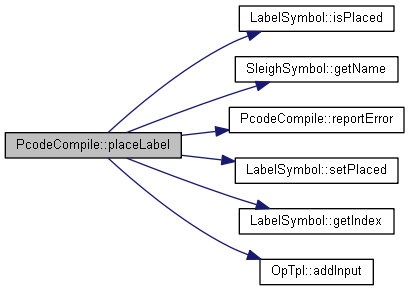 LabelSymbol::isPlaced
SleighSymbol::getName
PcodeCompile::reportError
PcodeCompile::placeLabel
LabelSymbol::setPlaced
LabelSymbol::getIndex
OpTpl::addInput